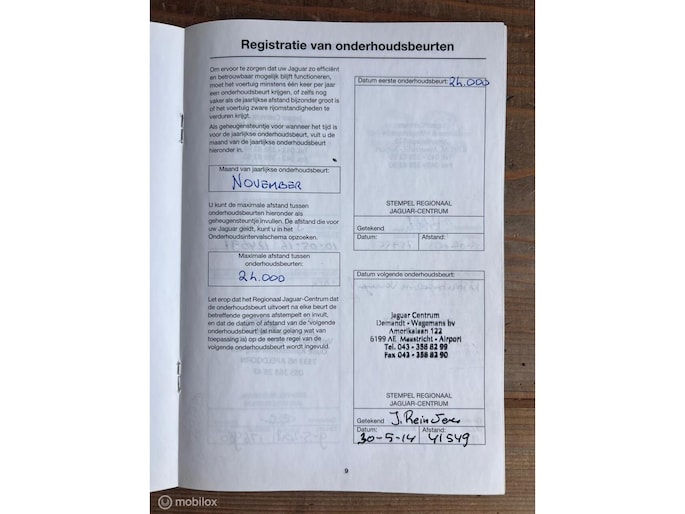 Registratie van onderhoudsbeurten
Om ervoor te zorgen dat uw Jaguar zo efficiënt
en betrouwbaar mogelijk blijft functioneren,
moet het voertuig minstens één keer per jaar
een onderhoudsbeurt krijgen, of zelfs nog
vaker als de jaarlijkse afstand bijzonder groot is
of het voertuig zware rijomstandigheden te
verduren krijgt.
Als geheugensteuntje voor wanneer het tijd is
voor de jaarlijkse onderhoudsbeurt, vult u de
maand van de jaarlijkse onderhoudsbeurt
hieronder in.
Maand van jaarlijkse onderhoudsbeurt:
NOVEMBER
U kunt de maximale afstand tussen
onderhoudsbeurten hieronder als
geheugensteuntje invullen. De afstand die voor
uw Jaguar geldt, kunt u in het
Onderhoudsintervalschema opzoeken.
Maximale afstand tussen
onderhoudsbeurten:
24.000
Let erop dat het Regionaal Jaguar-Centrum dat
de onderhoudsbeurt uitvoert na elke beurt de
betreffende gegevens afstempelt en invult,
en dat de datum of afstand van de 'volgende
onderhoudsbeurt' (al naar gelang wat van
toepassing is) op de eerste regel van de
volgende onderhoudsbeurt wordt ingevuld.
Datum eerste onderhoudsbeurt: 24.000
STEMPEL REGIONAAL
JAGUAR-CENTRUM
Getekend
Datum: Afstand:
Datum volgende onderhoudsbeurt:
Jaguar Centrum
Demandt - Wagemans bv
Amerikalaan 122
6199 AE Maastricht - Airport
Tel. 043 - 358 82 99
Fax 043 - 358 82 90
STEMPEL REGIONAAL
JAGUAR-CENTRUM
Getekend J. Reinders
Datum: Afstand:
30-5-14 41549
9
© mobilox